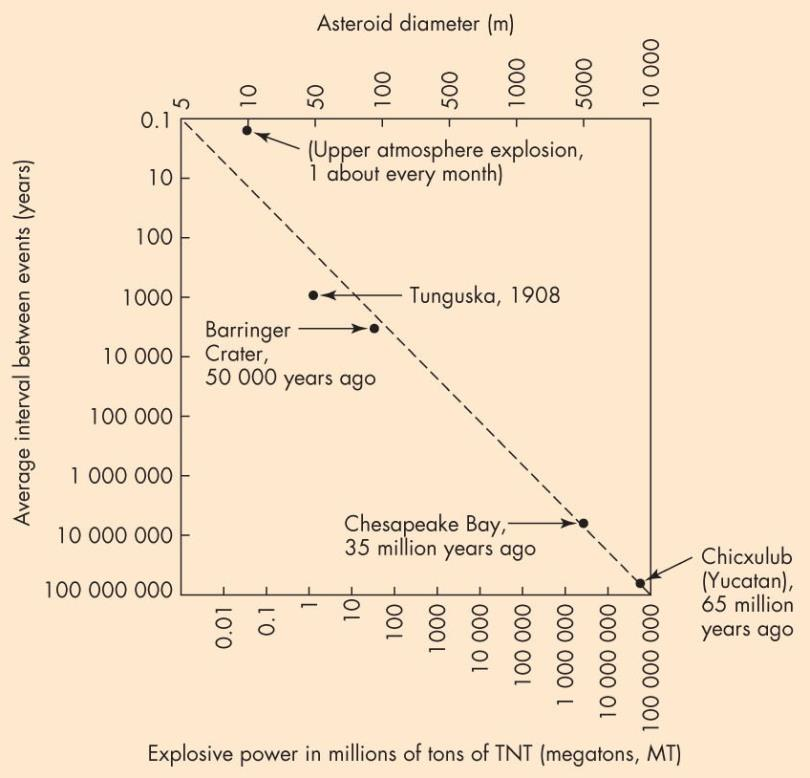 Asteroid diameter (m)
5
10
50
100
500
1000
5000
10 000
Average interval between events (years)
0.1
10
100
1000
10 000
100 000
1 000 000
10 000 000
100 000 000
(Upper atmosphere explosion,
1 about every month)
Tunguska, 1908
Barringer
Crater,
50 000 years ago
Chesapeake Bay,
35 million years ago
Chicxulub
(Yucatan),
65 million
years ago
0.01
0.1
1
10
100
1000
10 000
100 000
1 000 000
10 000 000
100 000 000
Explosive power in millions of tons of TNT (megatons, MT)